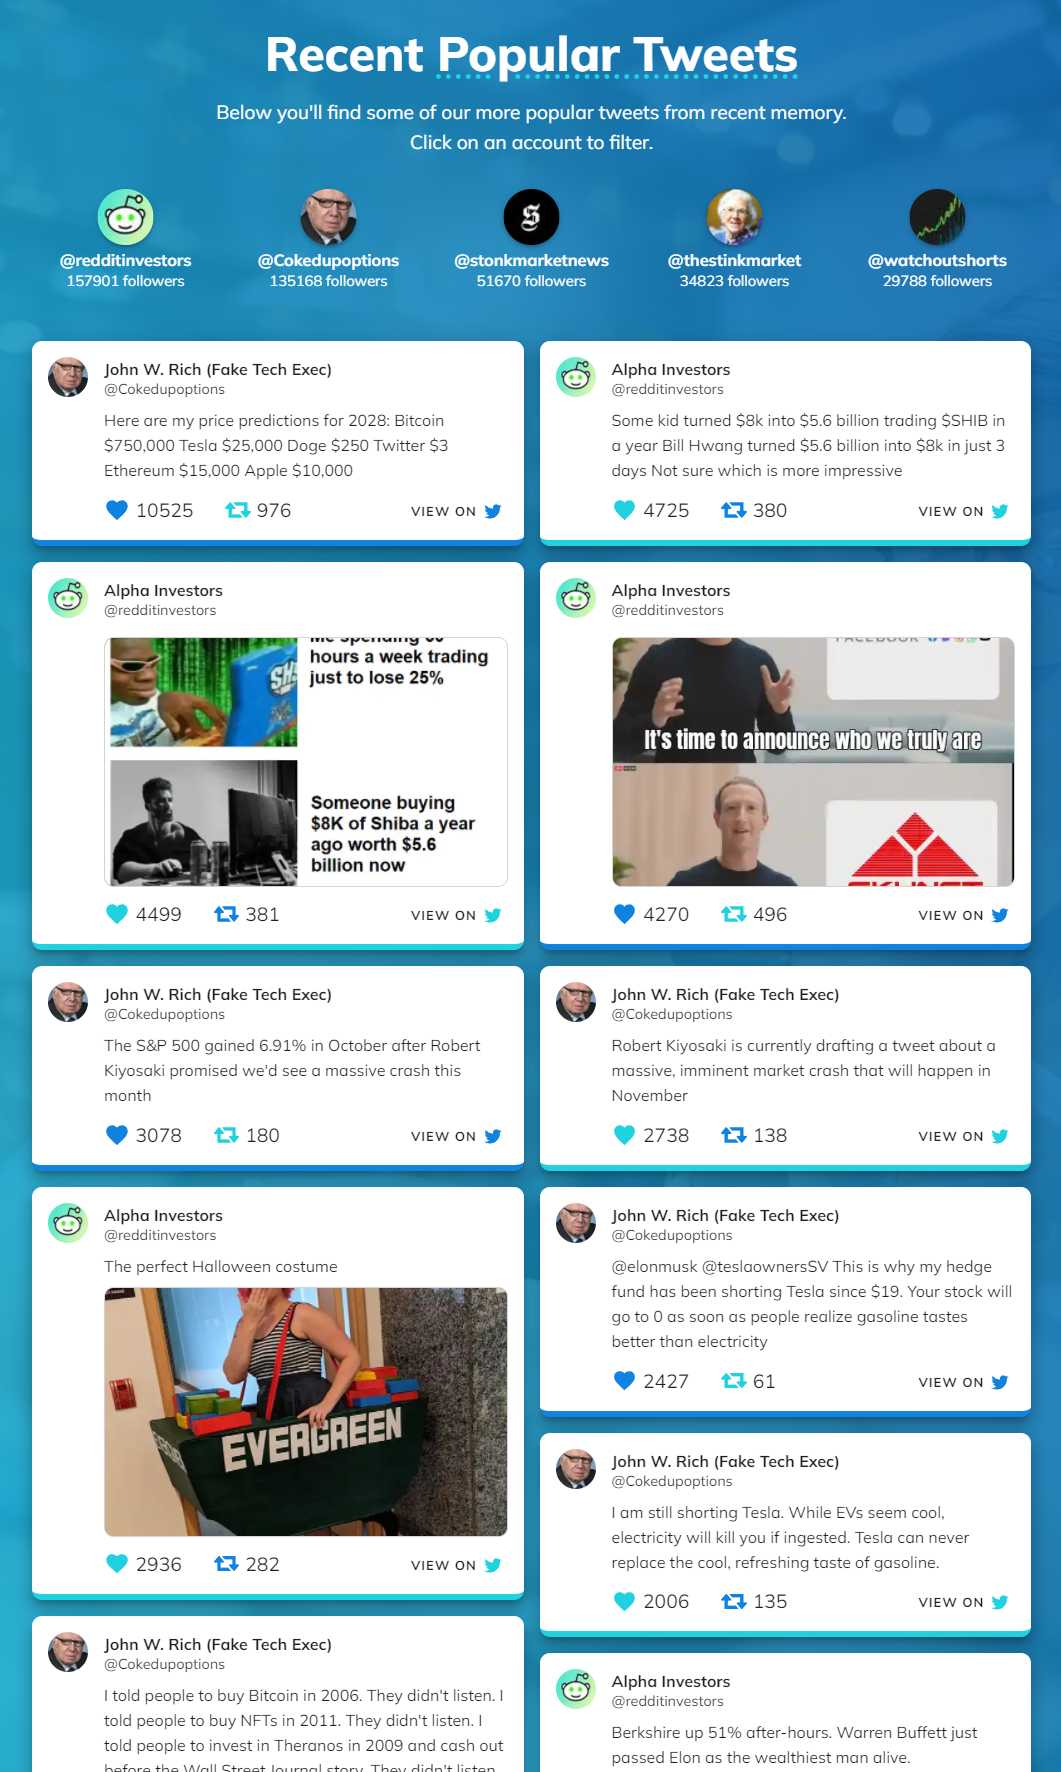 Recent Popular Tweets
Below you'll find some of our more popular tweets from recent memory.
Click on an account to filter.
@redditinvestors
157901 followers
@Cokedupoptions
135168 followers
@stonkmarketnews
51670 followers
@thestinkmarket
34823 followers
@watchoutshorts
29788 followers
John W. Rich (Fake Tech Exec)
@Cokedupoptions
Here are my price predictions for 2028: Bitcoin
$750,000 Tesla $25,000 Doge $250 Twitter $3
Ethereum $15,000 Apple $10,000
10525 976 VIEW ON
Alpha Investors
@redditinvestors
Some kid turned $8k into $5.6 billion trading $SHIB in
a year Bill Hwang turned $5.6 billion into $8k in just 3
days Not sure which is more impressive
4725 380 VIEW ON
Alpha Investors
@redditinvestors
Me spending 60
hours a week trading
just to lose 25%
Someone buying
$8K of Shiba a year
ago worth $5.6
billion now
4499 381 VIEW ON
Alpha Investors
@redditinvestors
FACEBOOK
It's time to announce who we truly are
SKYNET
4270 496 VIEW ON
John W. Rich (Fake Tech Exec)
@Cokedupoptions
The S&P 500 gained 6.91% in October after Robert
Kiyosaki promised we'd see a massive crash this
month
3078 180 VIEW ON
John W. Rich (Fake Tech Exec)
@Cokedupoptions
Robert Kiyosaki is currently drafting a tweet about a
massive, imminent market crash that will happen in
November
2738 138 VIEW ON
Alpha Investors
@redditinvestors
The perfect Halloween costume
EVERGREEN
2936 282 VIEW ON
John W. Rich (Fake Tech Exec)
@Cokedupoptions
@elonmusk @teslaownersSV This is why my hedge
fund has been shorting Tesla since $19. Your stock will
go to 0 as soon as people realize gasoline tastes
better than electricity
2427 61 VIEW ON
John W. Rich (Fake Tech Exec)
@Cokedupoptions
I am still shorting Tesla. While EVs seem cool,
electricity will kill you if ingested. Tesla can never
replace the cool, refreshing taste of gasoline.
2006 135 VIEW ON
John W. Rich (Fake Tech Exec)
@Cokedupoptions
I told people to buy Bitcoin in 2006. They didn't listen. I
told people to buy NFTs in 2011. They didn't listen. I
told people to invest in Theranos in 2009 and cash out
before the Wall Street Journal story. They didn't listen
Alpha Investors
@redditinvestors
Berkshire up 51% after-hours. Warren Buffett just
passed Elon as the wealthiest man alive.